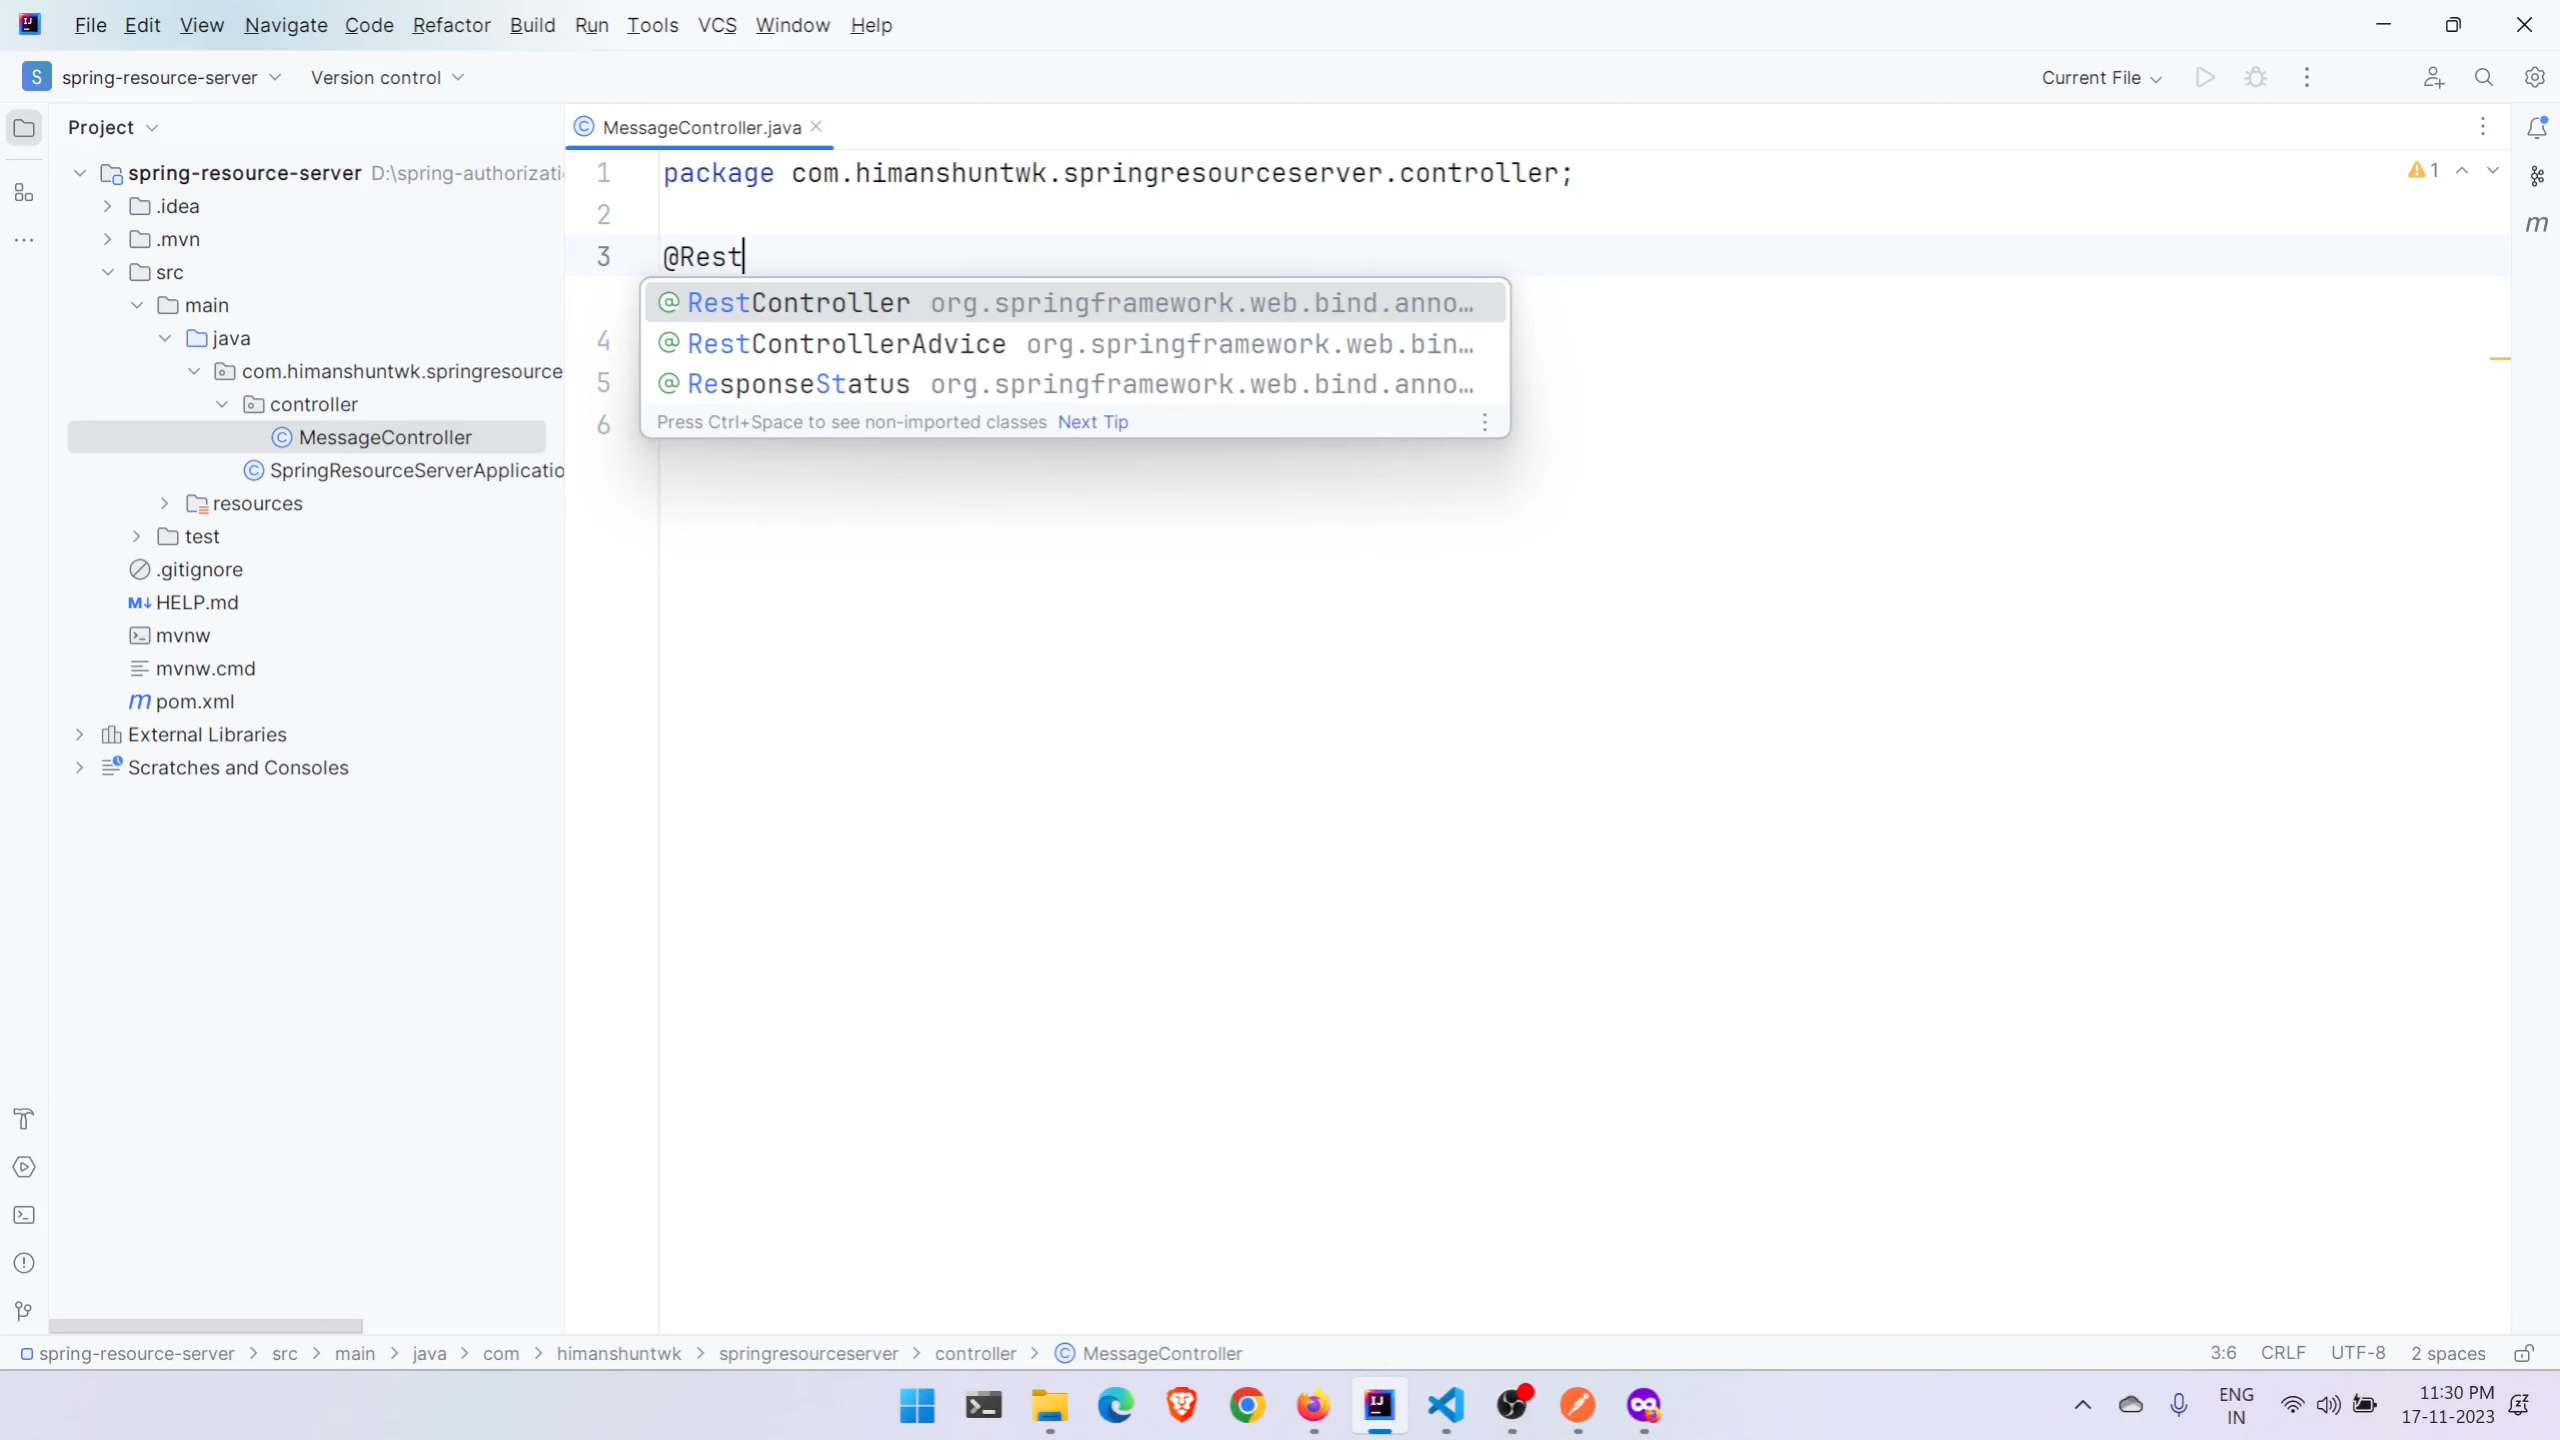 File Edit View Navigate Code Refactor Build Run Tools VCS Window Help
S spring-resource-server Version control Current File
Project
MessageController.java
spring-resource-server D:\spring-authorizati
.idea
.mvn
src
main
java
com.himanshuntwk.springresource
controller
MessageController
SpringResourceServerApplicatio
resources
test
.gitignore
M↓ HELP.md
mvnw
mvnw.cmd
m pom.xml
External Libraries
Scratches and Consoles
1 package com.himanshuntwk.springresourceserver.controller;
2
3 @Rest
4
5
6
1
@ RestController org.springframework.web.bind.anno…
@ RestControllerAdvice org.springframework.web.bin…
@ ResponseStatus org.springframework.web.bind.anno…
Press Ctrl+Space to see non-imported classes Next Tip
m
spring-resource-server > src > main > java > com > himanshuntwk > springresourceserver > controller > MessageController
3:6 CRLF UTF-8 2 spaces
ENG
IN
11:30 PM
17-11-2023